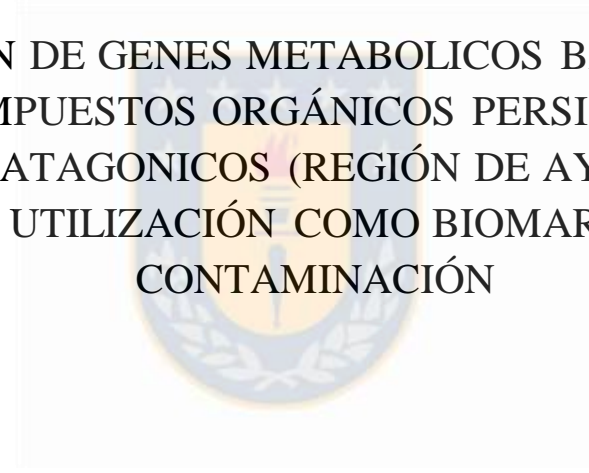 N DE GENES METABOLICOS B
MPUESTOS ORGÁNICOS PERSI
ATAGONICOS (REGIÓN DE AY
UTILIZACIÓN COMO BIOMAR
CONTAMINACIÓN